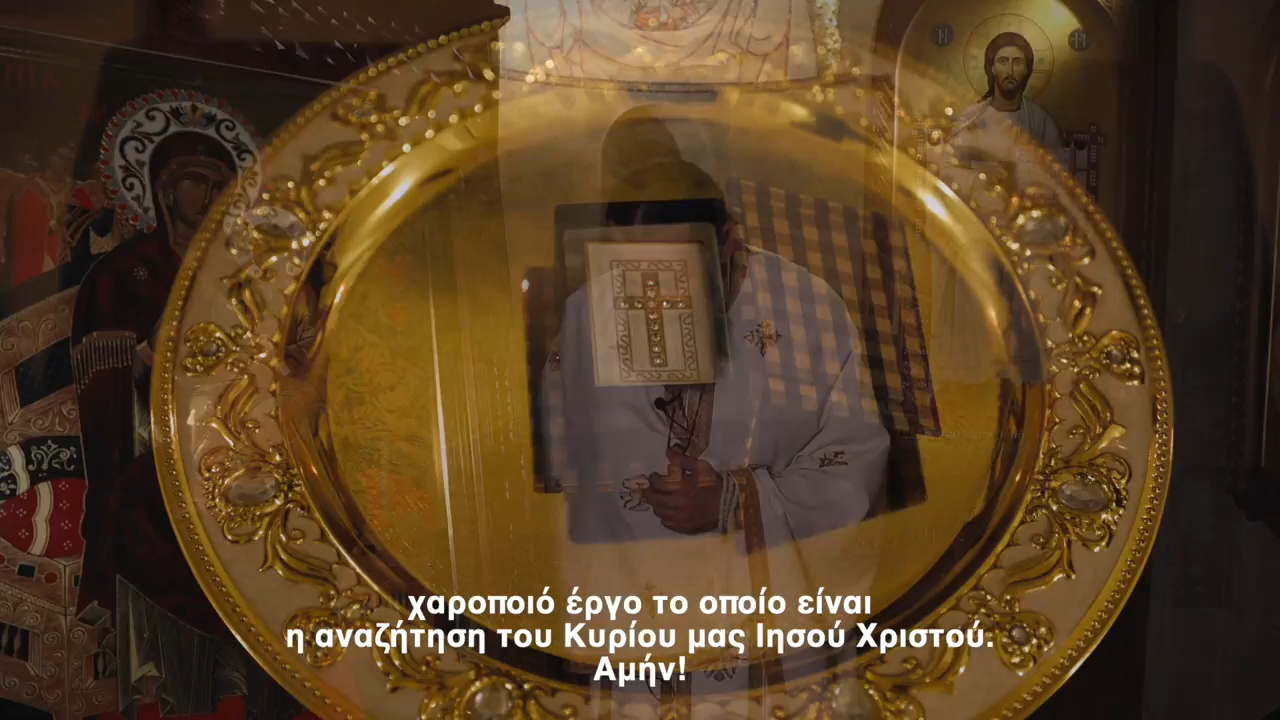 χαροποιό έργο το οποίο είναι
η αναζήτηση του Κυρίου μας Ιησού Χριστού.
Αμήν!